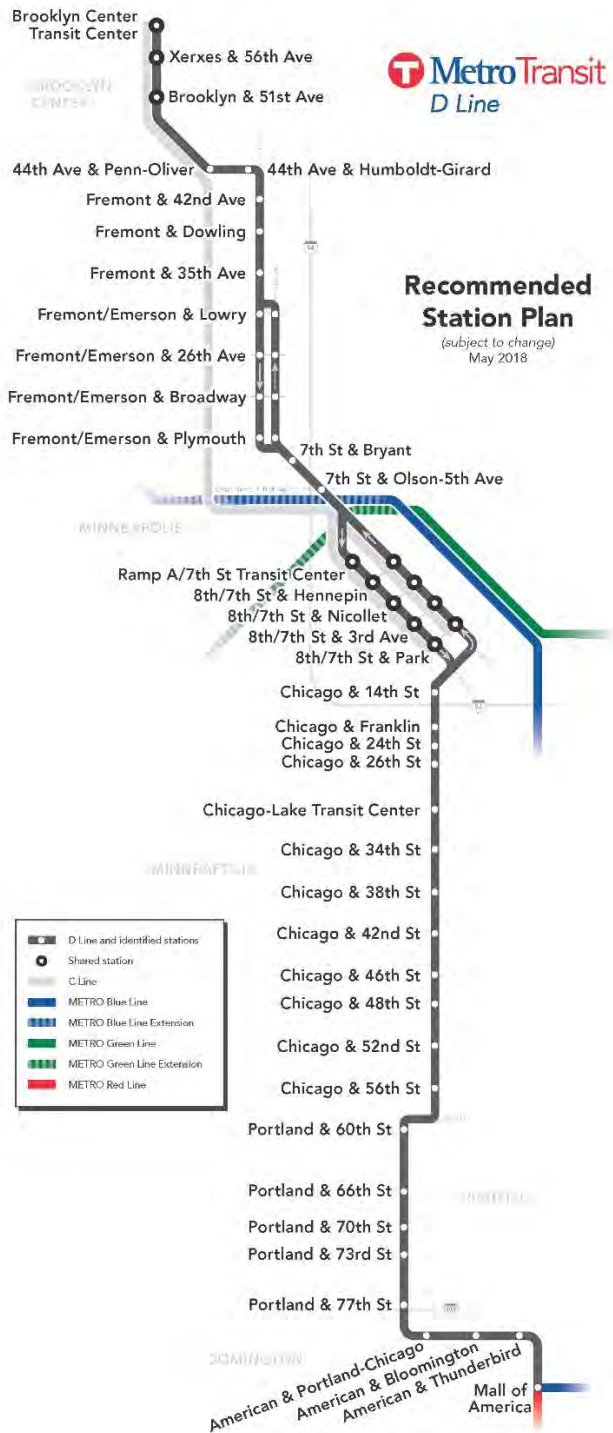 Brooklyn Center
Transit Center
Xerxes & 56th Ave
Brooklyn & 51st Ave
T MetroTransit
D Line
BROOKLYN
CENTER
44th Ave & Penn-Oliver
44th Ave & Humboldt-Girard
Fremont & 42nd Ave
Fremont & Dowling
94
Fremont & 35th Ave
Recommended
Station Plan
(subject to change)
May 2018
Fremont/Emerson & Lowry
Fremont/Emerson & 26th Ave
Fremont/Emerson & Broadway
Fremont/Emerson & Plymouth
7th St & Bryant
7th St & Olson-5th Ave
MINNEAPOLIS
Ramp A/7th St Transit Center
8th/7th St & Hennepin
8th/7th St & Nicollet
8th/7th St & 3rd Ave
8th/7th St & Park
Chicago & 14th St
Chicago & Franklin
Chicago & 24th St
Chicago & 26th St
Chicago-Lake Transit Center
Chicago & 34th St
MINNEAPOLIS
Chicago & 38th St
Chicago & 42nd St
Chicago & 46th St
Chicago & 48th St
Chicago & 52nd St
Chicago & 56th St
D Line and identified stations
Shared station
C Line
METRO Blue Line
METRO Blue Line Extension
METRO Green Line
METRO Green Line Extension
METRO Red Line
Portland & 60th St
Portland & 66th St
Portland & 70th St
Portland & 73rd St
Portland & 77th St
American & Portland-Chicago
American & Bloomington
American & Thunderbird
Mall of
America